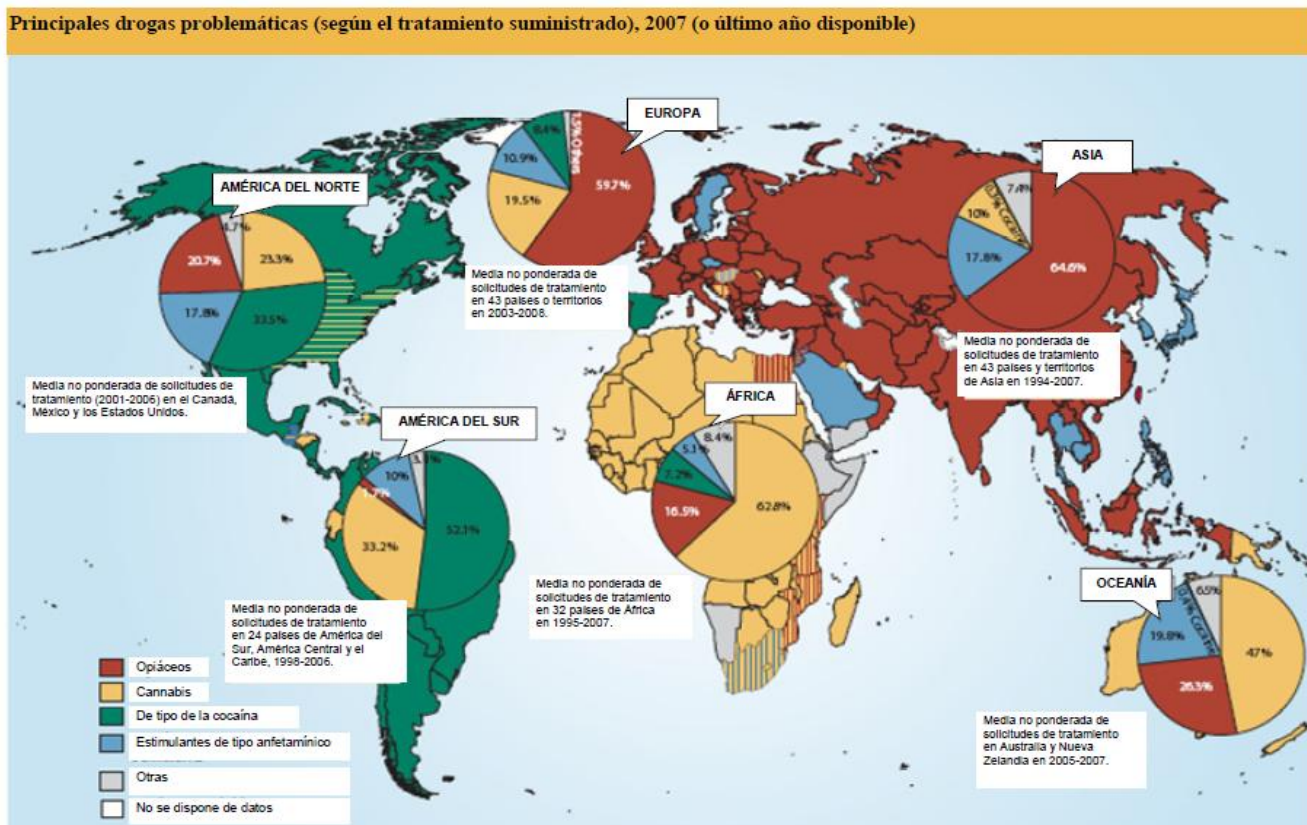 Principales drogas problemáticas (según el tratamiento suministrado), 2007 (o último año disponible)
EUROPA
1.5% Others
10.9%
19.5%
59.7%
Media no ponderada de
solicitudes de tratamiento
en 43 países o territorios
en 2003-2008.
ASIA
7.4%
10%
17.8%
64.6%
Media no ponderada de
solicitudes de tratamiento
en 43 países y territorios
de Asia en 1994-2007.
AMÉRICA DEL NORTE
20.7%
23.3%
17.8%
33.5%
Media no ponderada de solicitudes de
tratamiento (2001-2006) en el Canadá,
México y los Estados Unidos.
AMÉRICA DEL SUR
10%
1.7%
52.1%
33.2%
Media no ponderada de
solicitudes de tratamiento
en 24 países de América del
Sur, América Central y el
Caribe, 1998-2006.
ÁFRICA
8.4%
5.1%
7.2%
62.8%
16.5%
Media no ponderada de
solicitudes de tratamiento
en 32 países de África
en 1995-2007.
OCEANÍA
6.5%
0.4% Cocaine
19.8%
47%
26.3%
Media no ponderada de
solicitudes de tratamiento
en Australia y Nueva
Zelandia en 2005-2007.
Opiáceos
Cannabis
De tipo de la cocaína
Estimulantes de tipo anfetamínico
Otras
No se dispone de datos